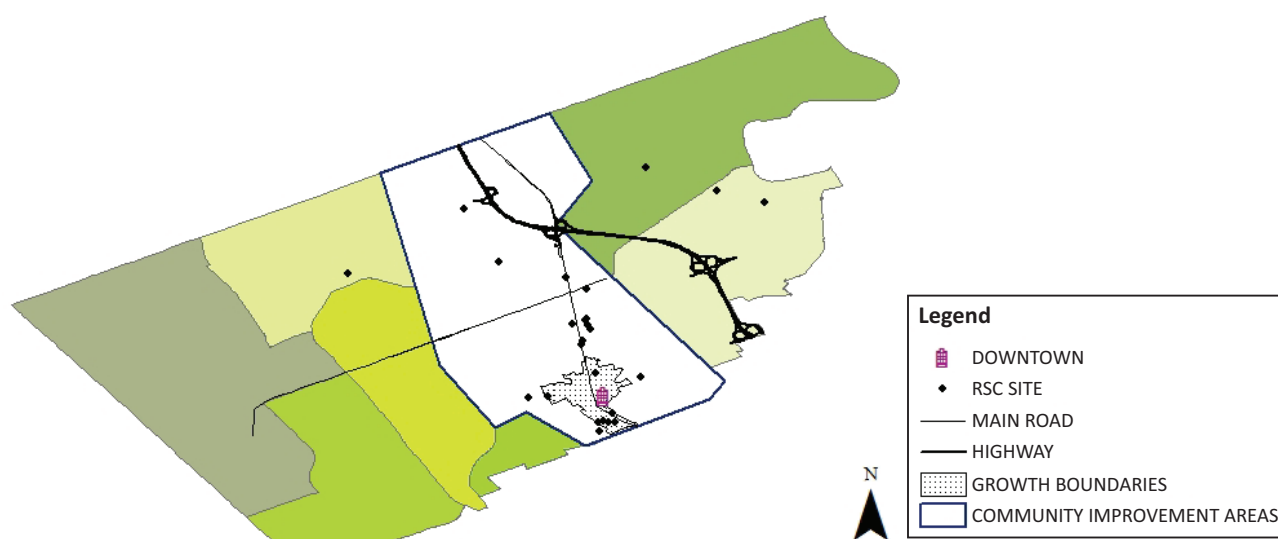 Legend
DOWNTOWN
RSC SITE
MAIN ROAD
HIGHWAY
GROWTH BOUNDARIES
COMMUNITY IMPROVEMENT AREAS
N